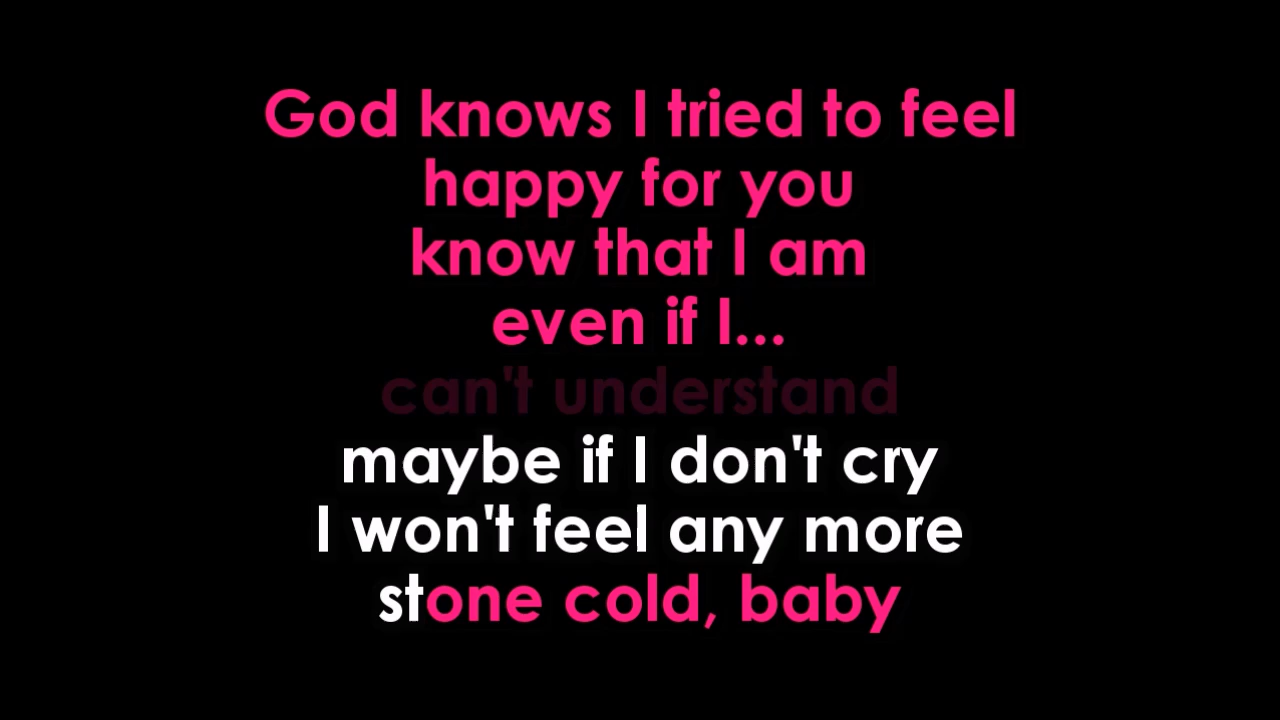 God knows I tried to feel
happy for you
know that I am
even if I...
can't understand
maybe if I don't cry
I won't feel any more
stone cold, baby